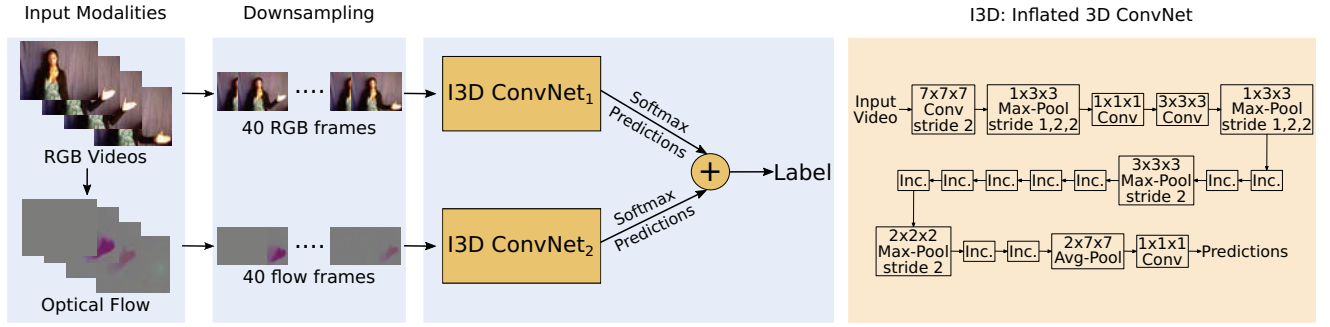 Input Modalities
Downsampling
I3D: Inflated 3D ConvNet
RGB Videos
Optical Flow
....
40 RGB frames
....
40 flow frames
I3D ConvNet1
I3D ConvNet2
Softmax
Predictions
Softmax
Predictions
+
Label
Input
Video
7x7x7
Conv
stride 2
1x3x3
Max-Pool
stride 1,2,2
1x1x1
Conv
3x3x3
Conv
1x3x3
Max-Pool
stride 1,2,2
Inc.
Inc.
Inc.
Inc.
Inc.
3x3x3
Max-Pool
stride 2
Inc.
Inc.
2x2x2
Max-Pool
stride 2
Inc.
Inc.
2x7x7
Avg-Pool
1x1x1
Conv
Predictions